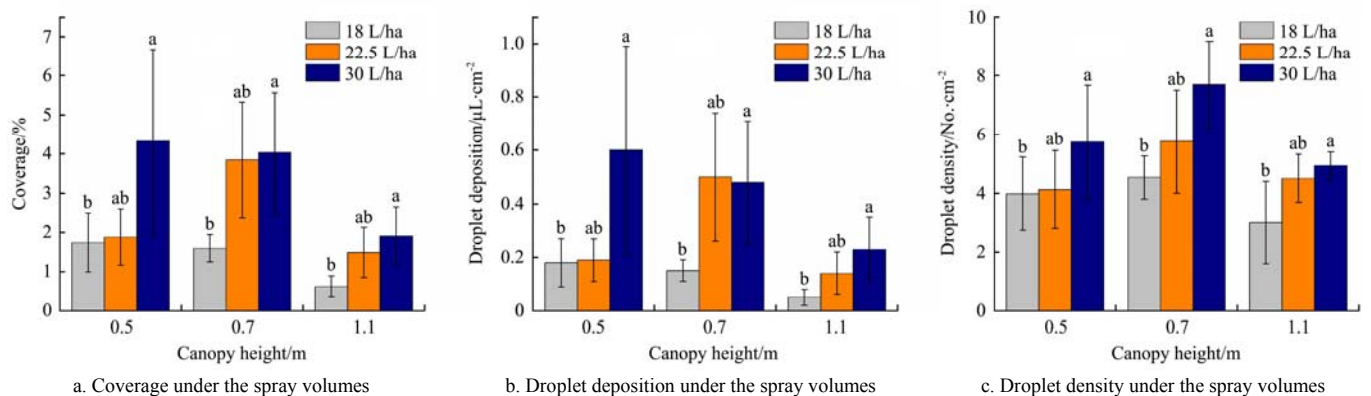 7
6
5
4
3
2
1
0
Coverage/%
18 L/ha
22.5 L/ha
30 L/ha
b ab a
b ab a
b ab a
0.5 0.7 1.1
Canopy height/m
a. Coverage under the spray volumes
1.0
0.8
0.6
0.4
0.2
0
Droplet deposition/μL·cm⁻²
18 L/ha
22.5 L/ha
30 L/ha
b ab a
b ab a
b ab a
0.5 0.7 1.1
Canopy height/m
b. Droplet deposition under the spray volumes
10
8
6
4
2
0
Droplet density/No.·cm⁻²
18 L/ha
22.5 L/ha
30 L/ha
b ab a
b ab a
b ab a
0.5 0.7 1.1
Canopy height/m
c. Droplet density under the spray volumes